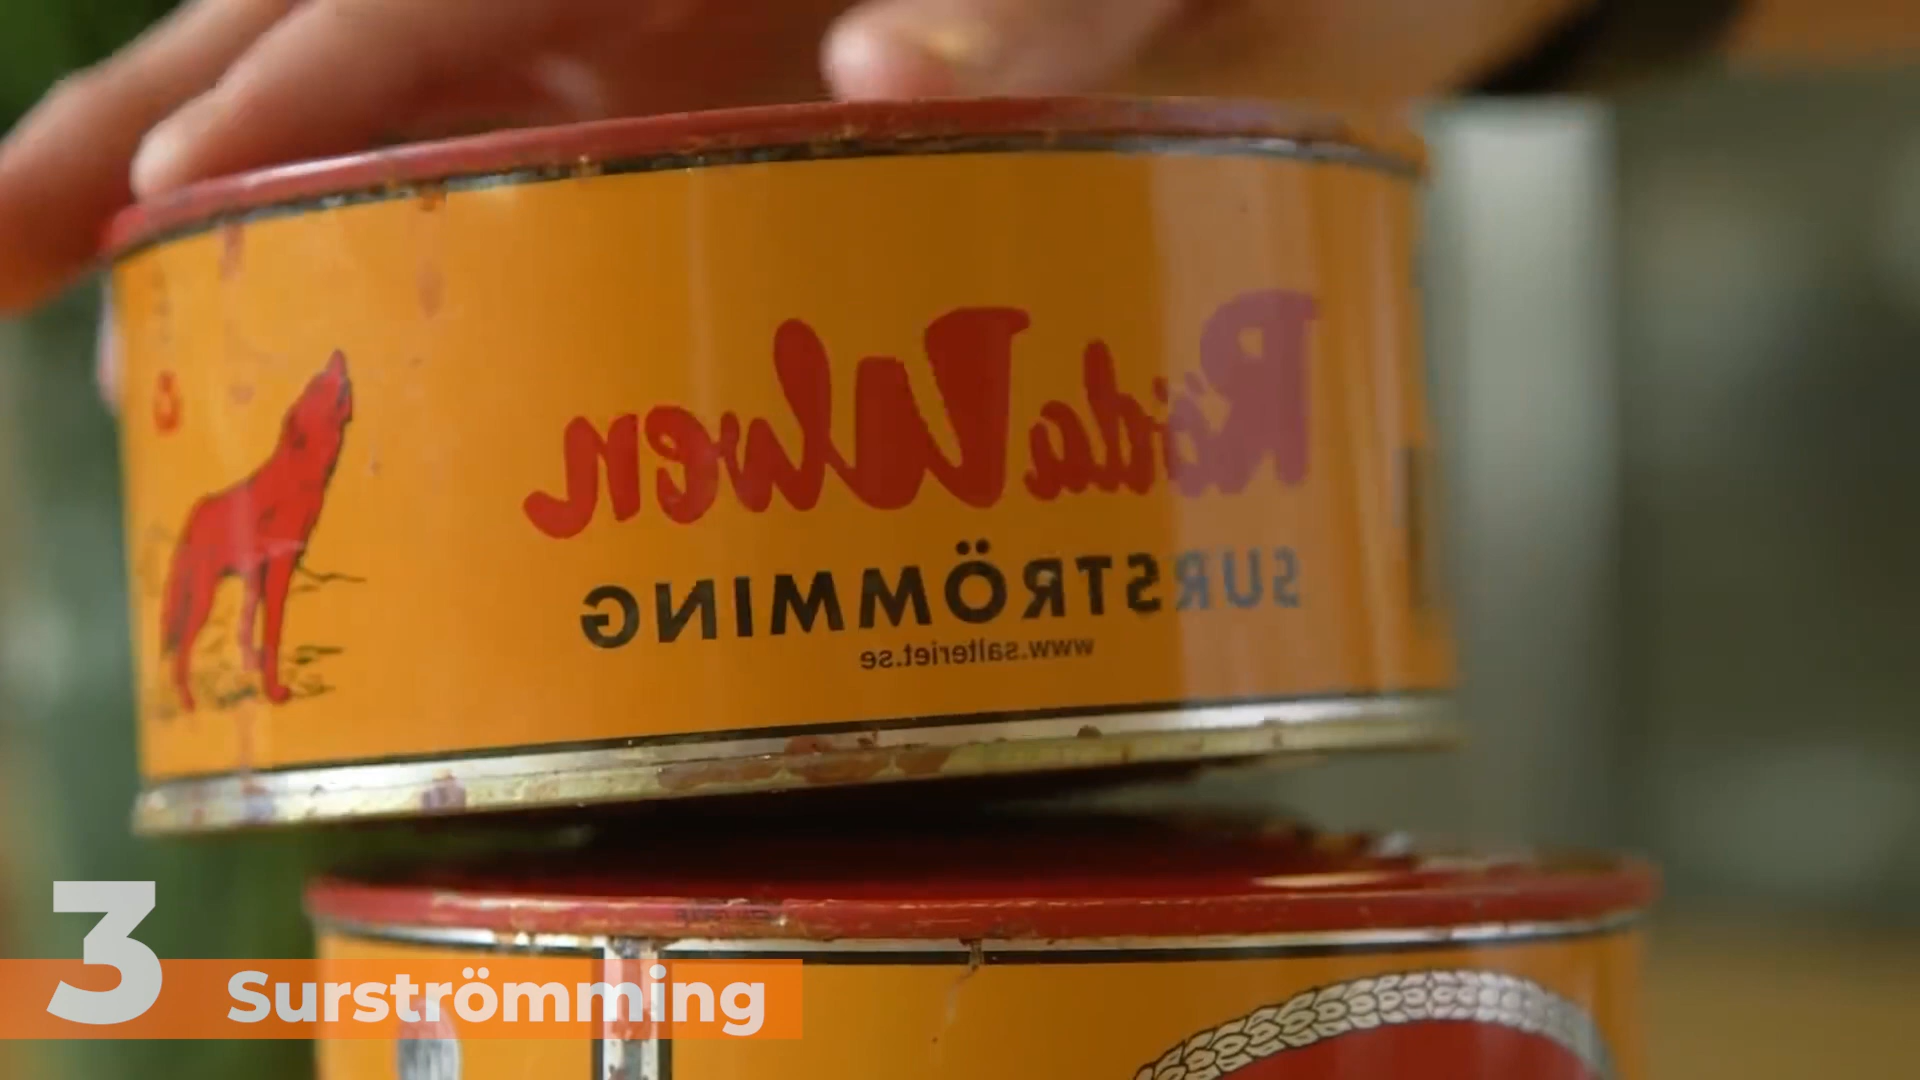 Röda Ulven
SURSTRÖMMING
www.salteriet.se
3
Surströmming